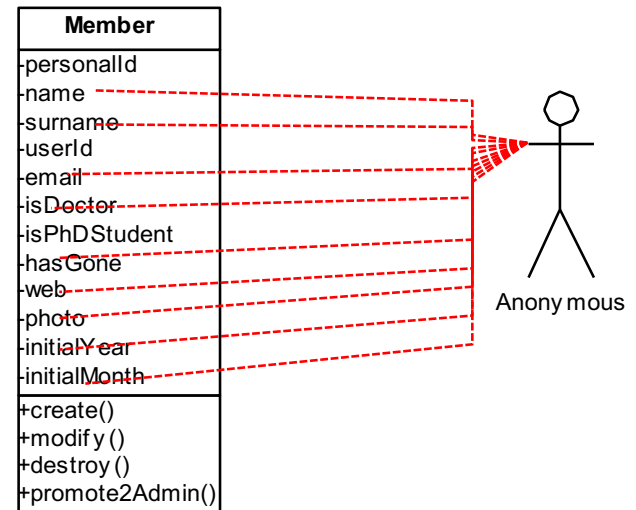 Member
-personalId
-name
-surname
-userId
-email
-isDoctor
-isPhDStudent
-hasGone
-web
-photo
-initialYear
-initialMonth
+create()
+modify()
+destroy()
+promote2Admin()
Anonymous